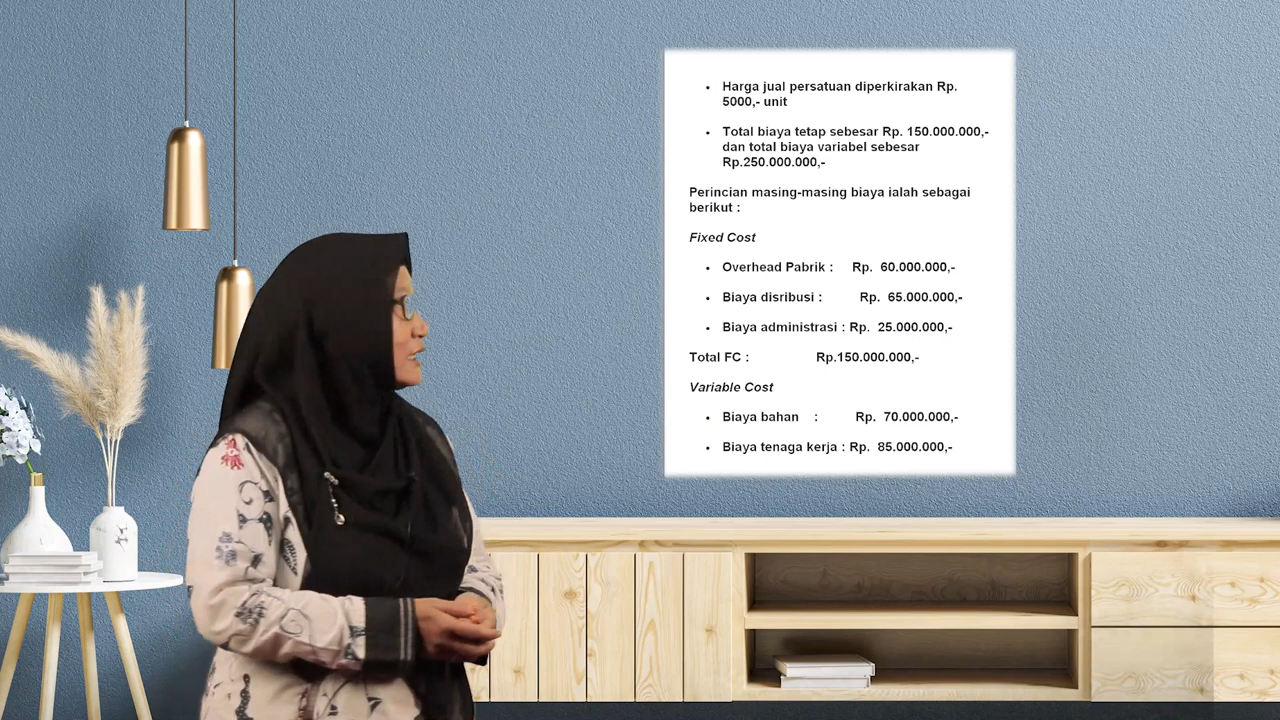 • Harga jual persatuan diperkirakan Rp.
5000,- unit
• Total biaya tetap sebesar Rp. 150.000.000,-
dan total biaya variabel sebesar
Rp.250.000.000,-
Perincian masing-masing biaya ialah sebagai
berikut :
Fixed Cost
• Overhead Pabrik : Rp. 60.000.000,-
• Biaya disribusi : Rp. 65.000.000,-
• Biaya administrasi : Rp. 25.000.000,-
Total FC : Rp.150.000.000,-
Variable Cost
• Biaya bahan : Rp. 70.000.000,-
• Biaya tenaga kerja : Rp. 85.000.000,-